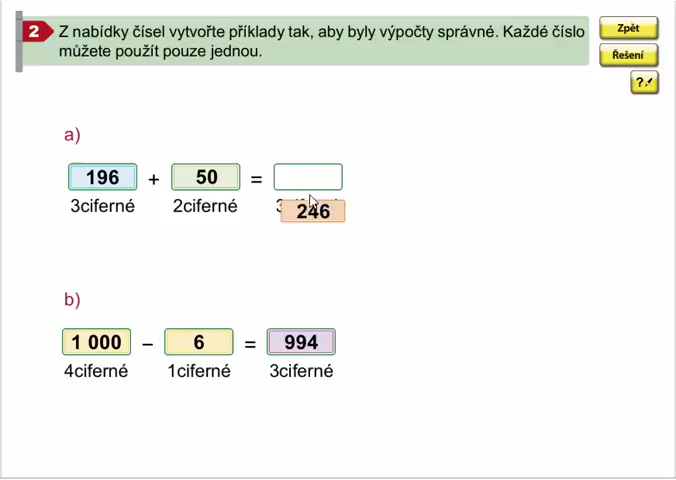 2 Z nabídky čísel vytvořte příklady tak, aby byly výpočty správné. Každé číslo
můžete použít pouze jednou.
Zpět
Řešení
?
a)
196 + 50 =
3ciferné 2ciferné
246
b)
1 000 – 6 = 994
4ciferné 1ciferné 3ciferné